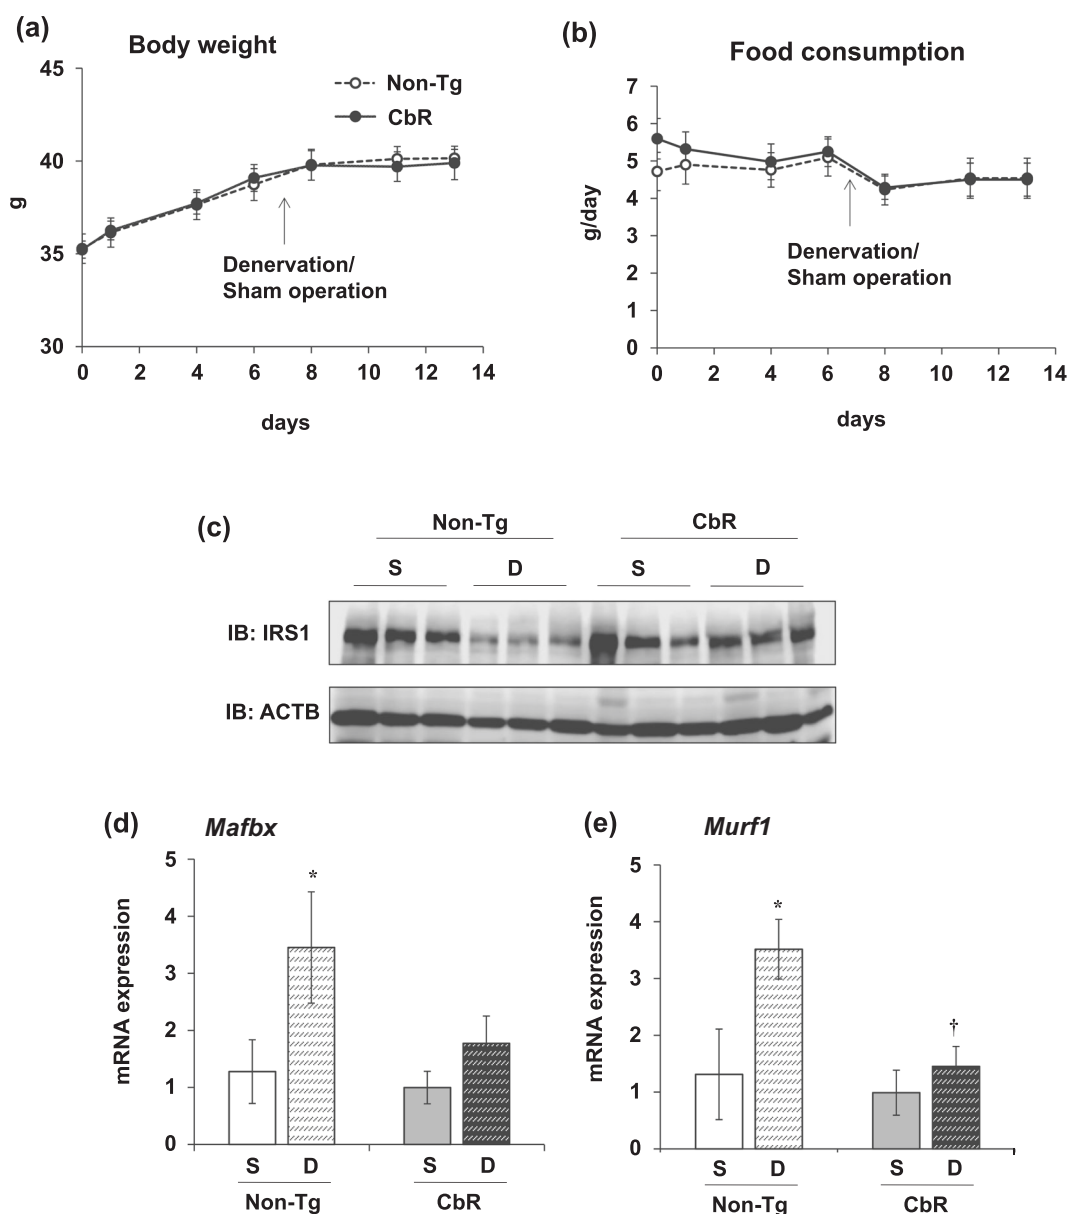 (a)
Body weight
45
40
35
30
g
Non-Tg
CbR
Denervation/
Sham operation
0 2 4 6 8 10 12 14
days
(b)
Food consumption
7
6
5
4
3
2
1
0
g/day
Denervation/
Sham operation
0 2 4 6 8 10 12 14
days
(c)
Non-Tg CbR
S D S D
IB: IRS1
IB: ACTB
(d)
Mafbx
5
4
3
2
1
0
mRNA expression
*
S D S D
Non-Tg CbR
(e)
Murf1
5
4
3
2
1
0
mRNA expression
*
†
S D S D
Non-Tg CbR